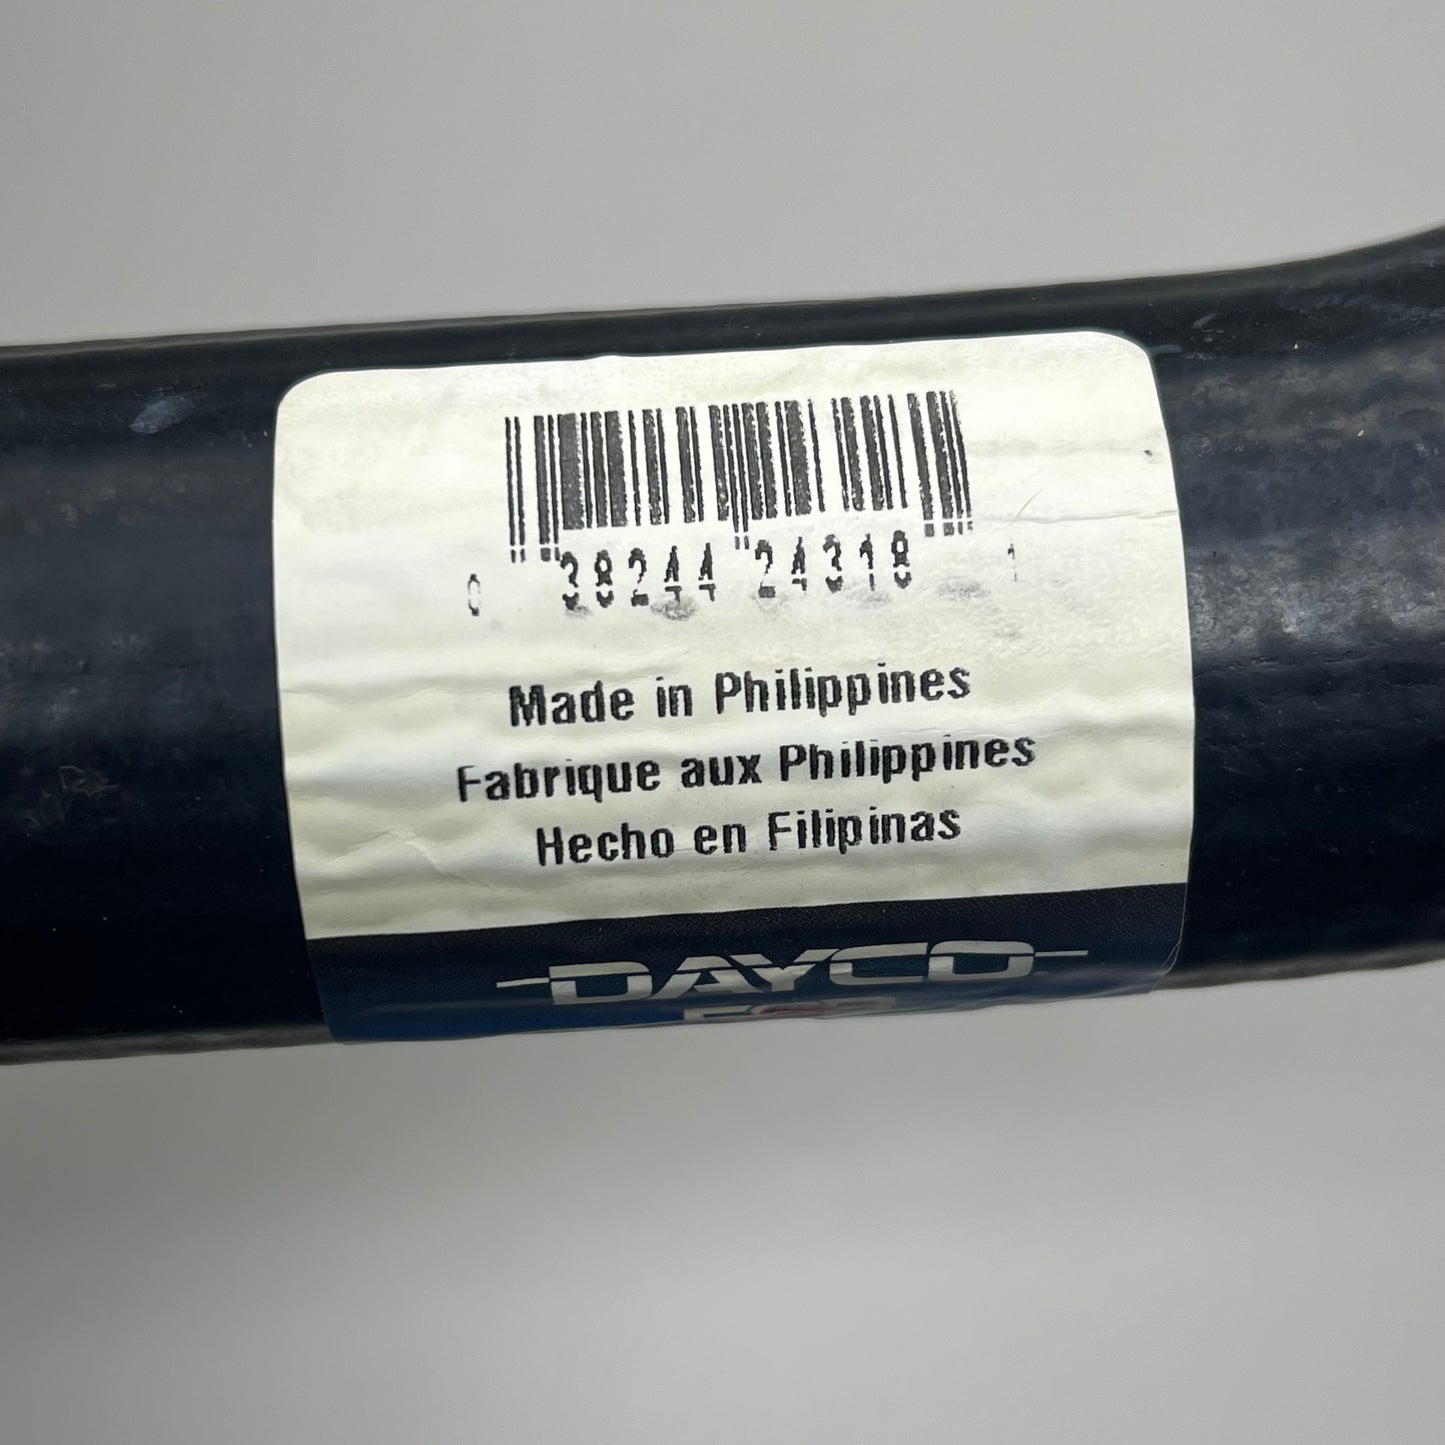 0 38244 24318 1
Made in Philippines
Fabrique aux Philippines
Hecho en Filipinas
DAYCO